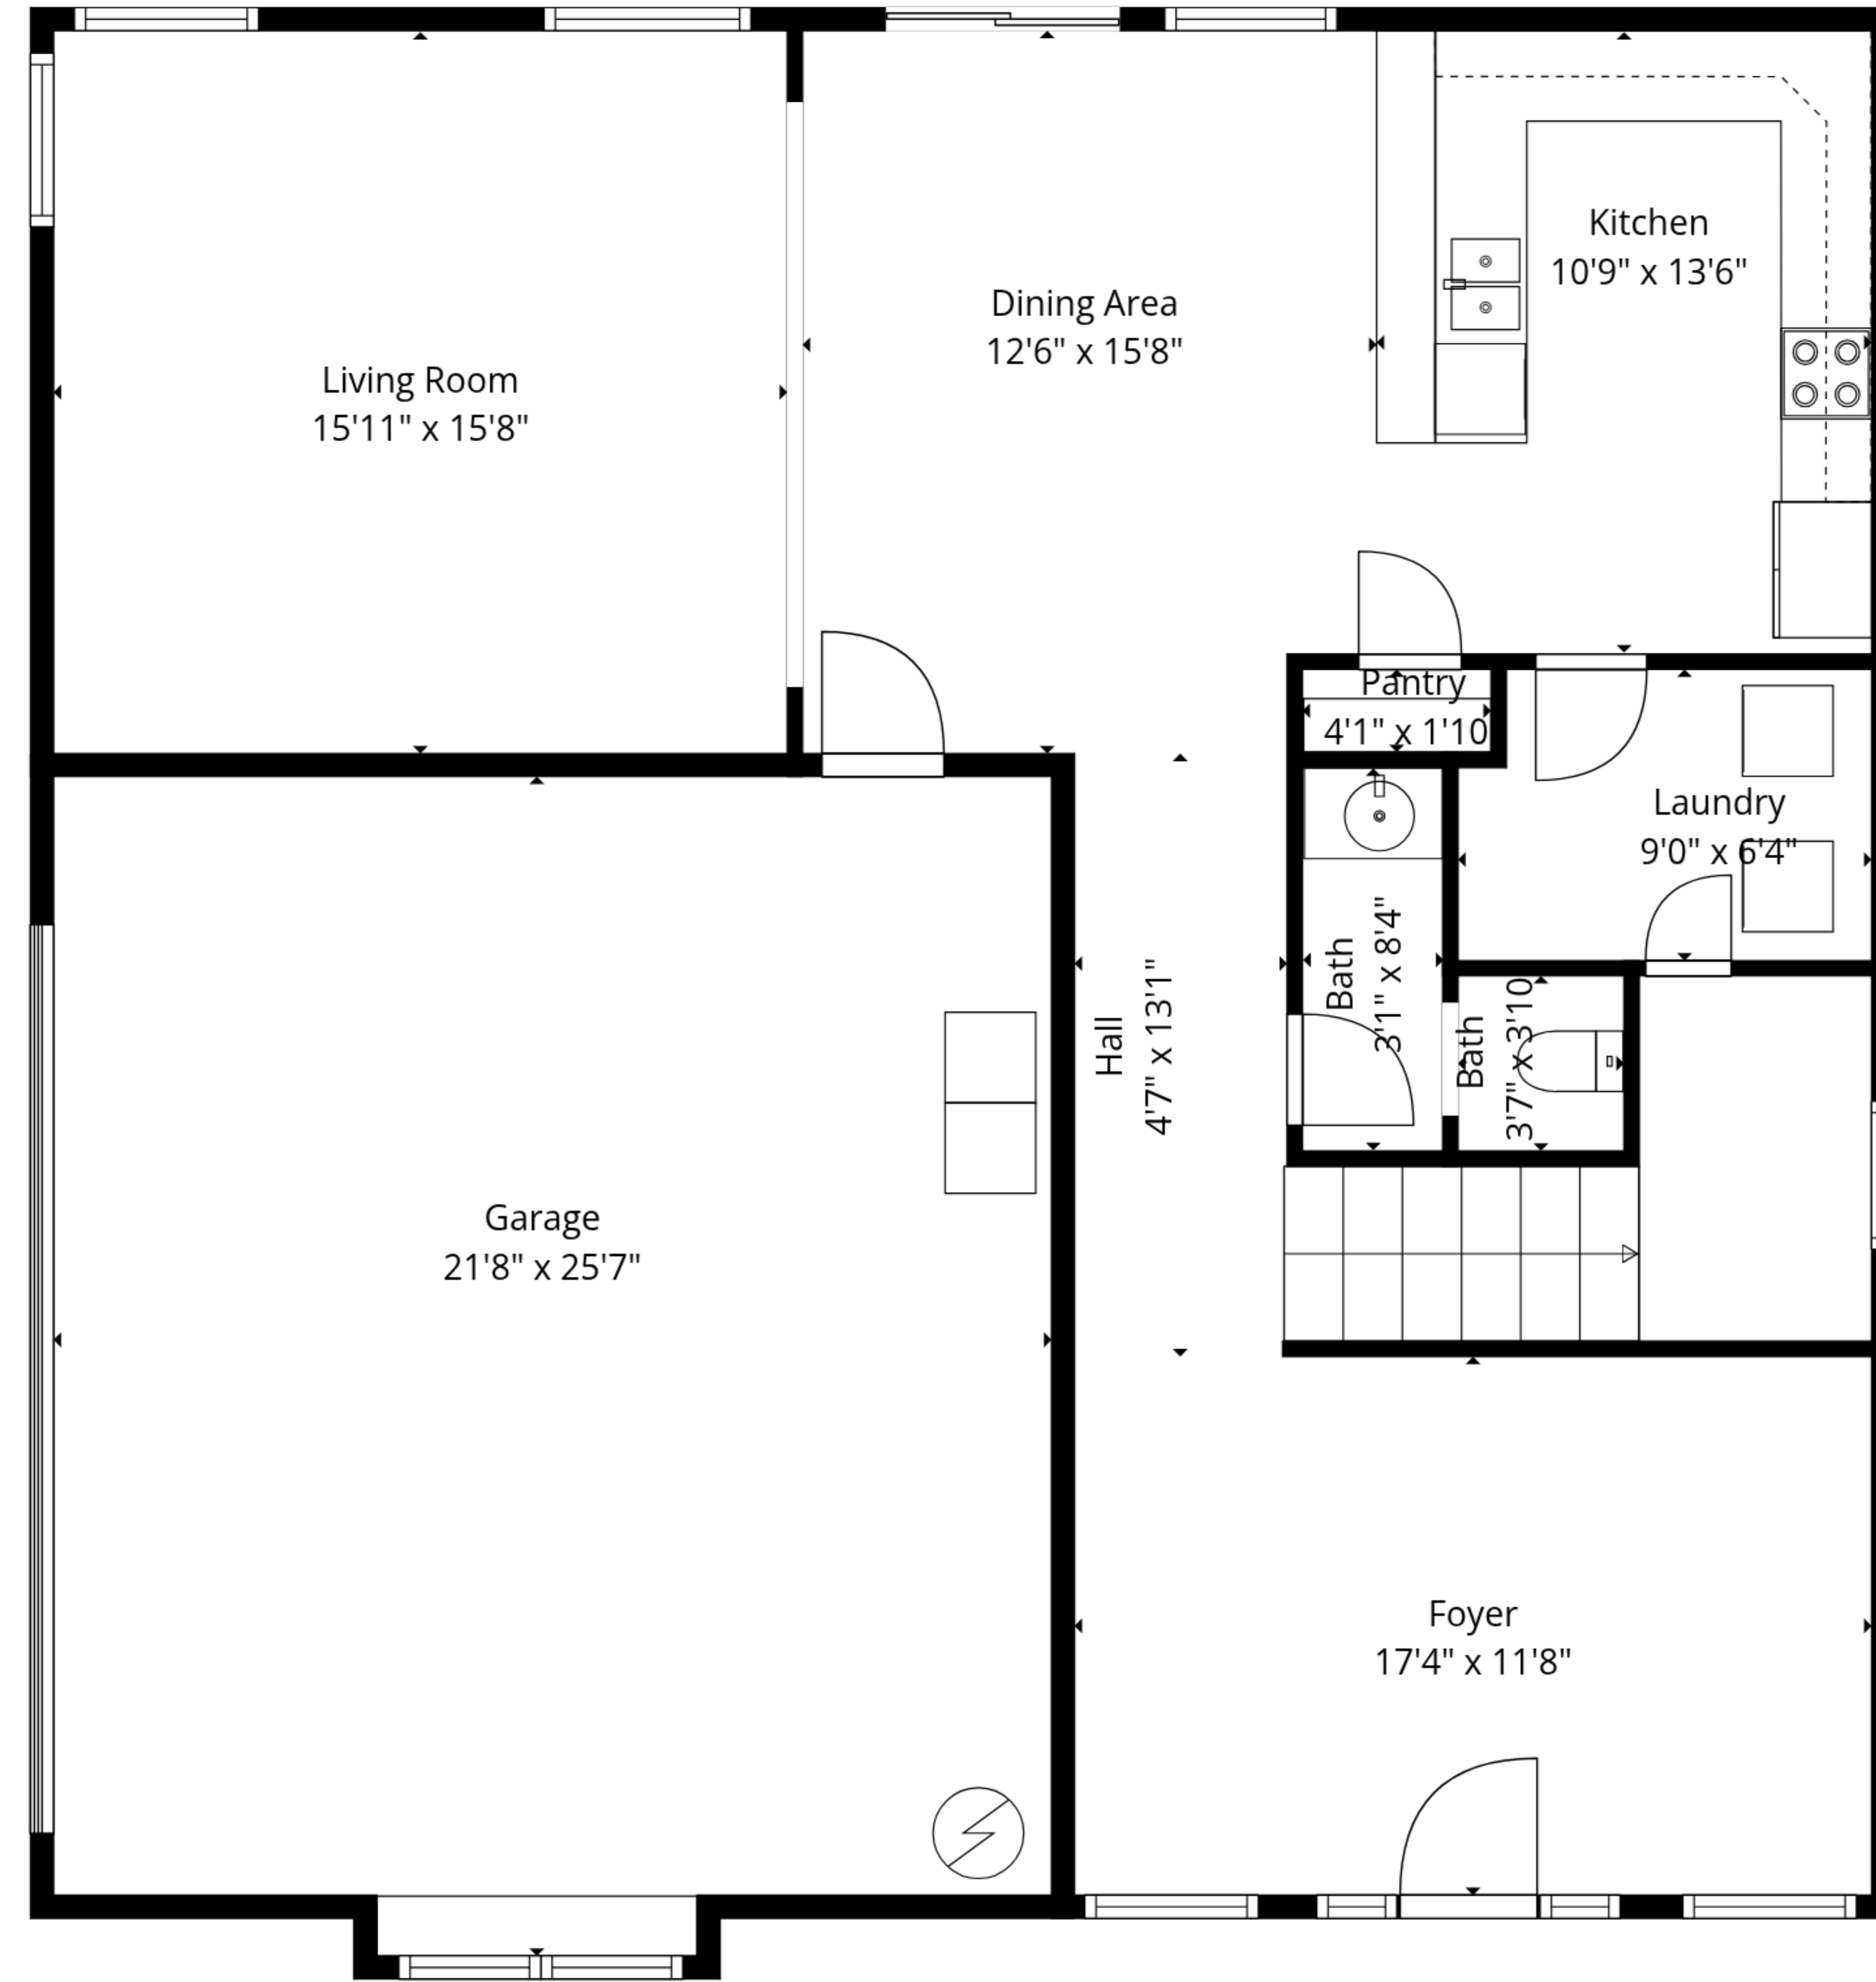 Kitchen
10'9" x 13'6"
Dining Area
12'6" x 15'8"
Living Room
15'11" x 15'8"
Pantry
4'1" x 1'10
Laundry
9'0" x 6'4"
Bath
3'1" x 8'4"
Hall
4'7" x 13'1"
Bath
3'7" x 3'10
Garage
21'8" x 25'7"
Foyer
17'4" x 11'8"